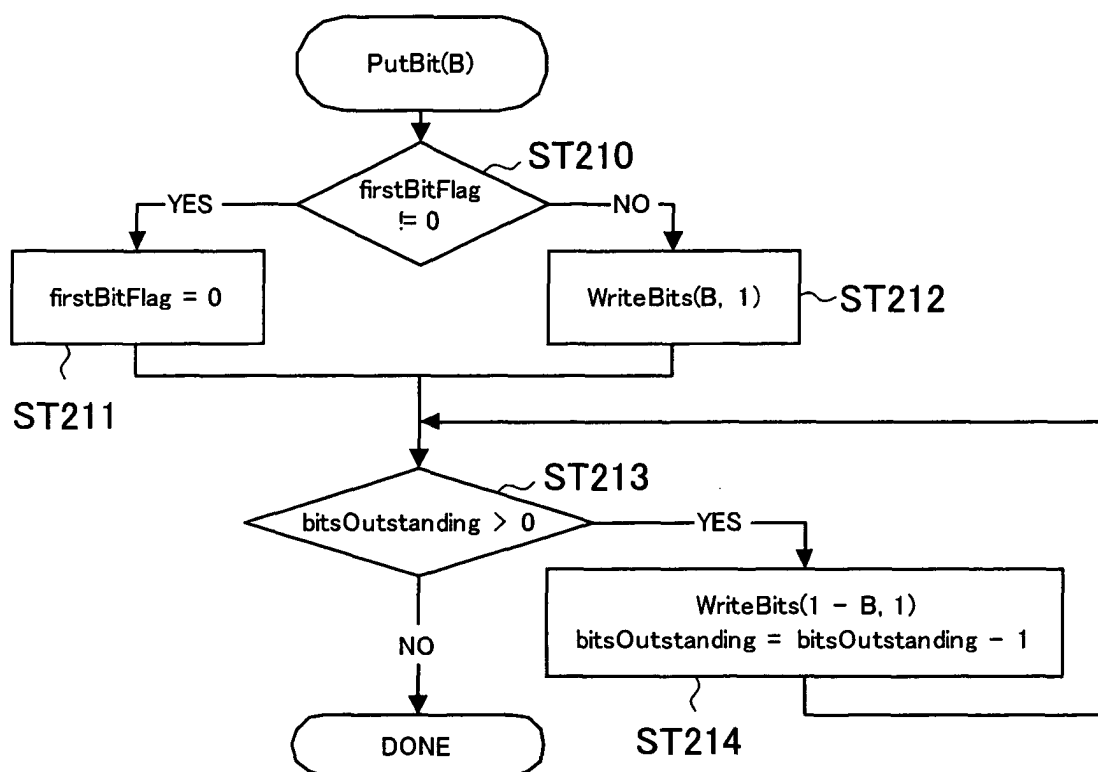 PutBit(B)
ST210
firstBitFlag
!= 0
YES
NO
firstBitFlag = 0
WriteBits(B, 1)
ST212
ST211
ST213
bitsOutstanding > 0
YES
WriteBits(1 - B, 1)
bitsOutstanding = bitsOutstanding - 1
NO
ST214
DONE